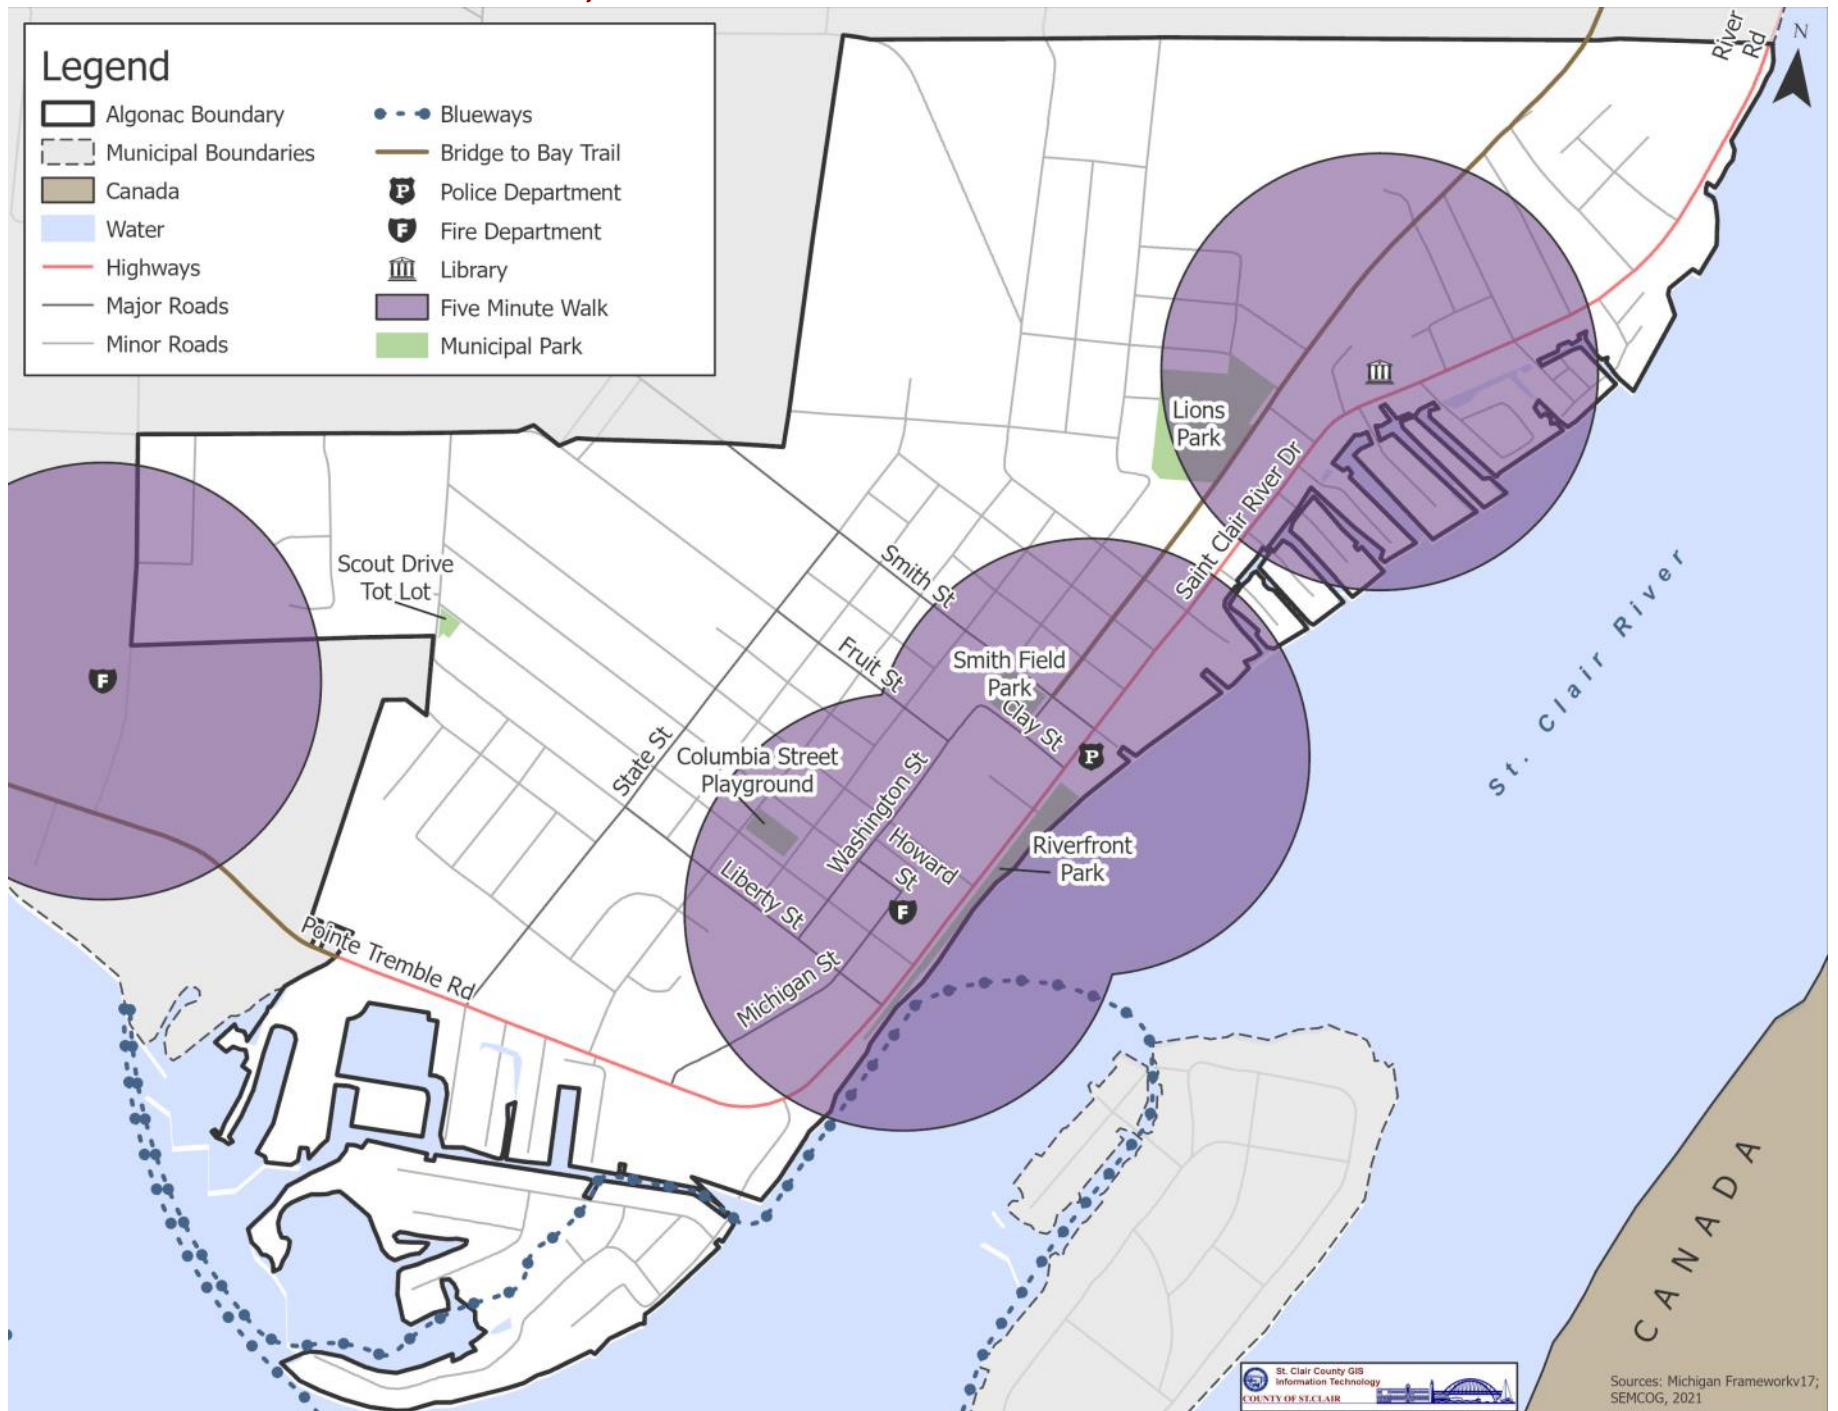 Legend
Algonac Boundary
Municipal Boundaries
Canada
Water
Highways
Major Roads
Minor Roads
Blueways
Bridge to Bay Trail
P
Police Department
F
Fire Department
Library
Five Minute Walk
Municipal Park
River
Rd
N
Lions
Park
Saint Clair River Dr
Scout Drive
Tot Lot
Smith St
Fruit St
Smith Field
Park
Clay St
F
State St
Columbia Street
Playground
P
Washington St
Howard
St
Riverfront
Park
Liberty St
F
Pointe Tremble Rd
Michigan St
St. Clair River
CANADA
St. Clair County GIS
Information Technology
COUNTY OF ST.CLAIR
Sources: Michigan Frameworkv17;
SEMCOG, 2021